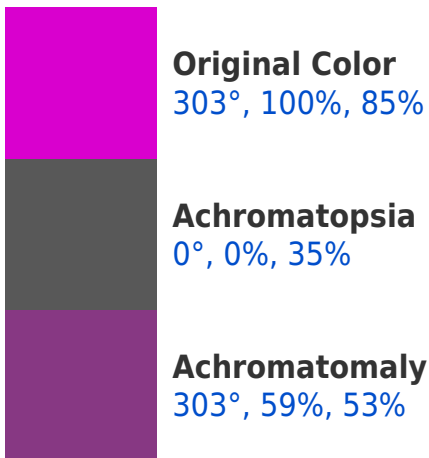 Original Color
303°, 100%, 85%
Achromatopsia
0°, 0%, 35%
Achromatomaly
303°, 59%, 53%